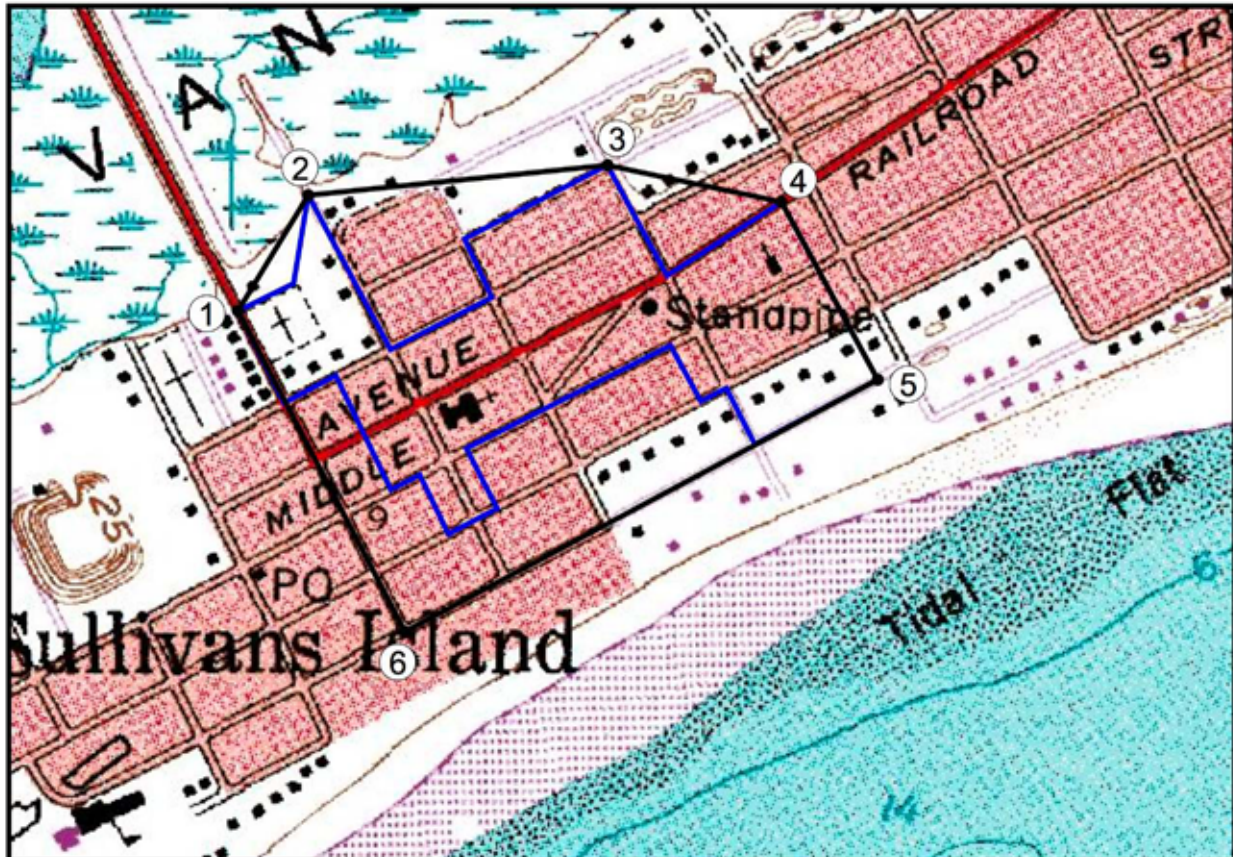 V A N
STR
RAILROAD
2
3
4
1
Standpipe
AVENUE
5
MIDDLE
25
9
PO
Flat
6
Tidal
Sullivans Island
6
14